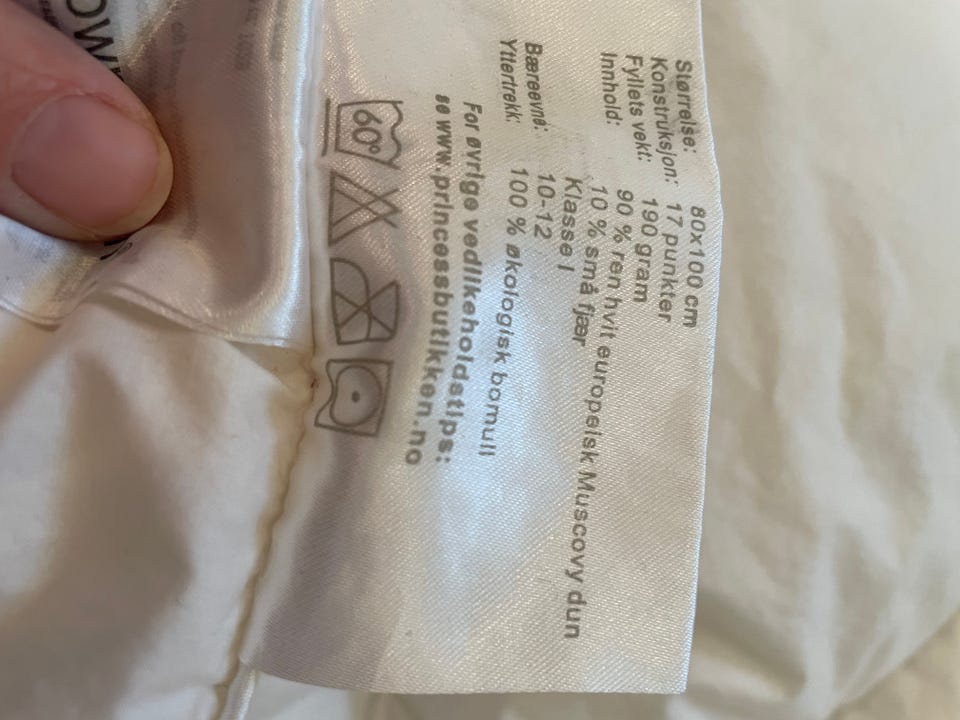 Størrelse: 80x100 cm
Konstruksjon: 17 punkter
Fyllets vekt: 190 gram
Innhold: 90 % ren hvit europeisk Muscovy dun
10 % små fjær
Klasse I
Bæreevne: 10-12
Yttertrekk: 100 % økologisk bomull
For øvrige vedlikeholdstips:
se www.princessbutikken.no
60°